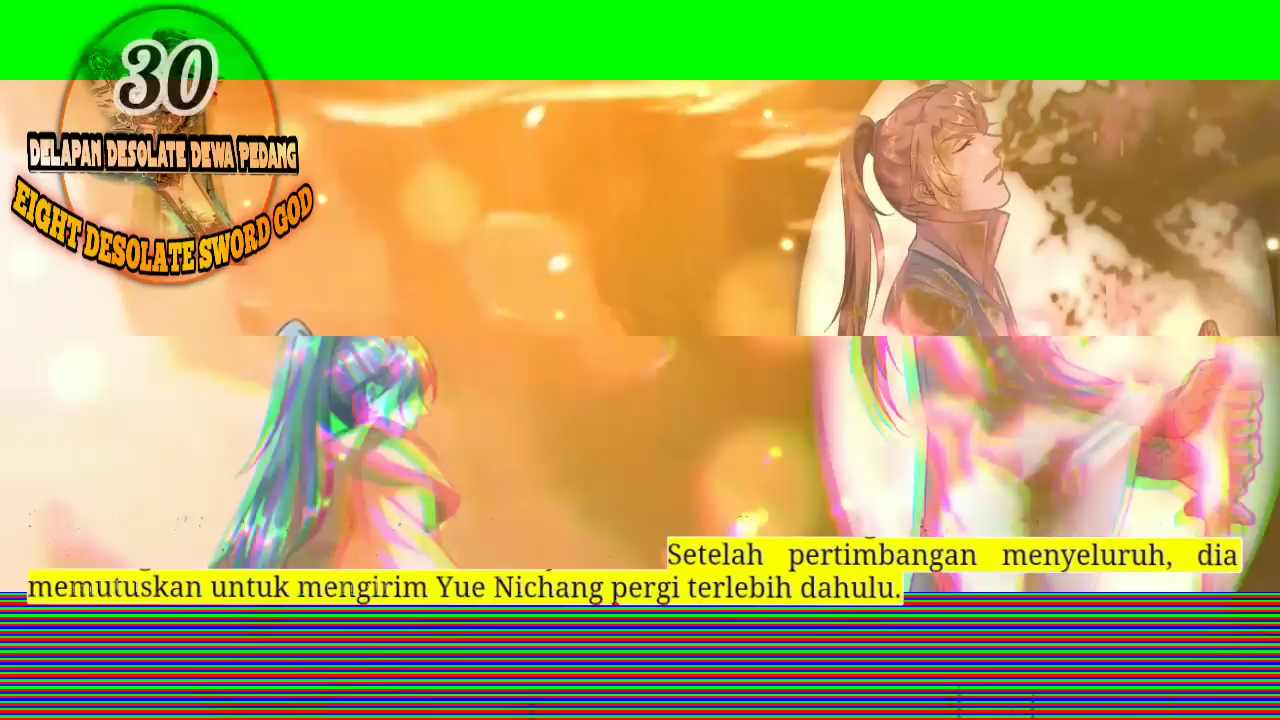 30
DELAPAN DESOLATE DEWA PEDANG
EIGHT DESOLATE SWORD GOD
Setelah pertimbangan menyeluruh, dia
memutuskan untuk mengirim Yue Nichang pergi terlebih dahulu.